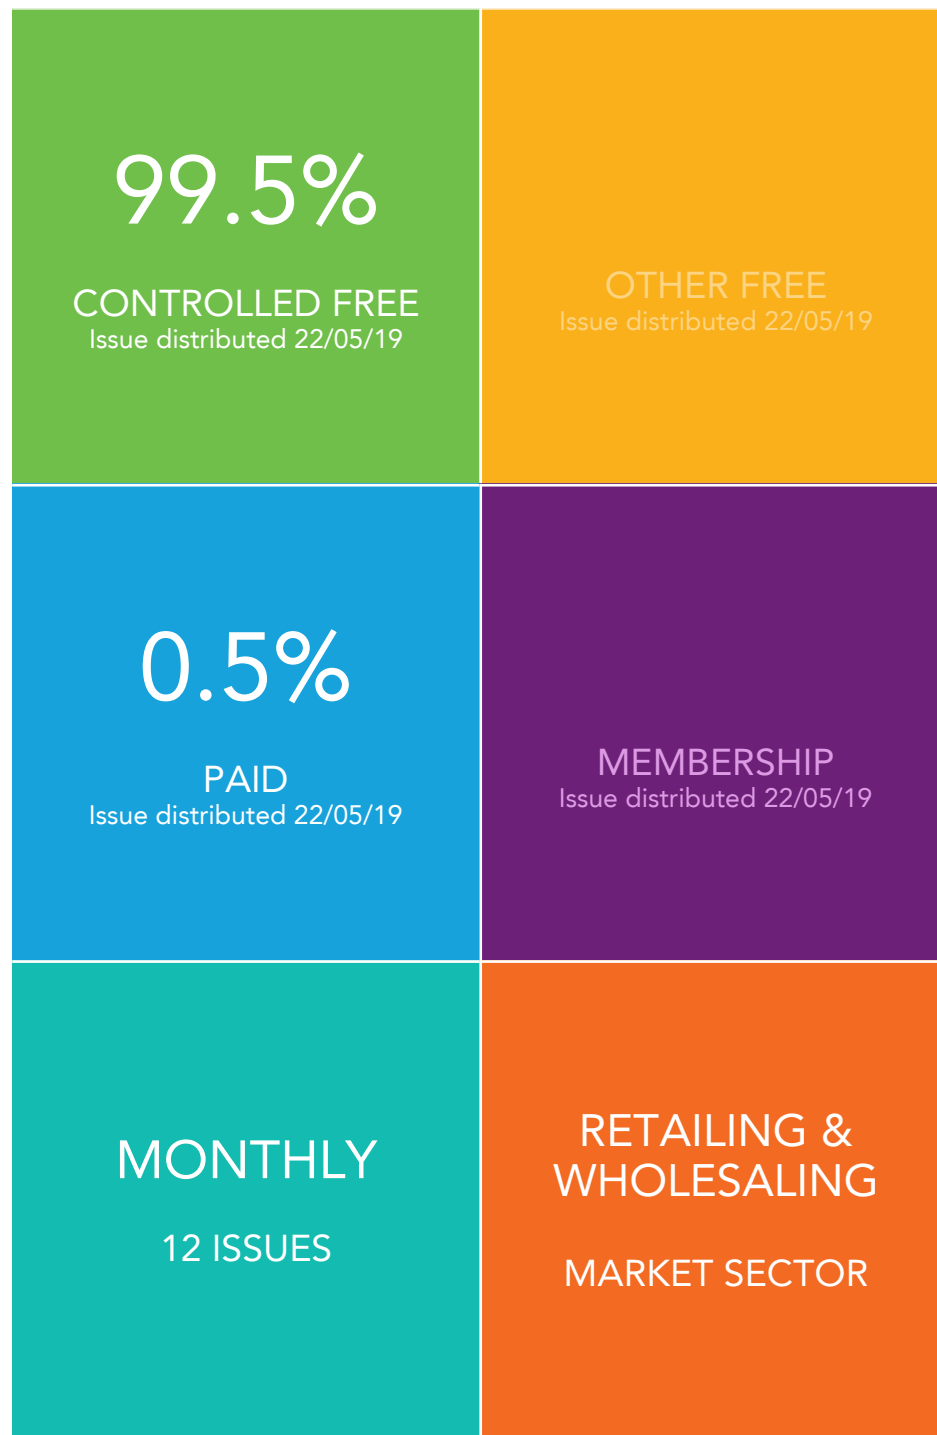 99.5%
CONTROLLED FREE
Issue distributed 22/05/19
OTHER FREE
Issue distributed 22/05/19
0.5%
PAID
Issue distributed 22/05/19
MEMBERSHIP
Issue distributed 22/05/19
MONTHLY
12 ISSUES
RETAILING &
WHOLESALING
MARKET SECTOR